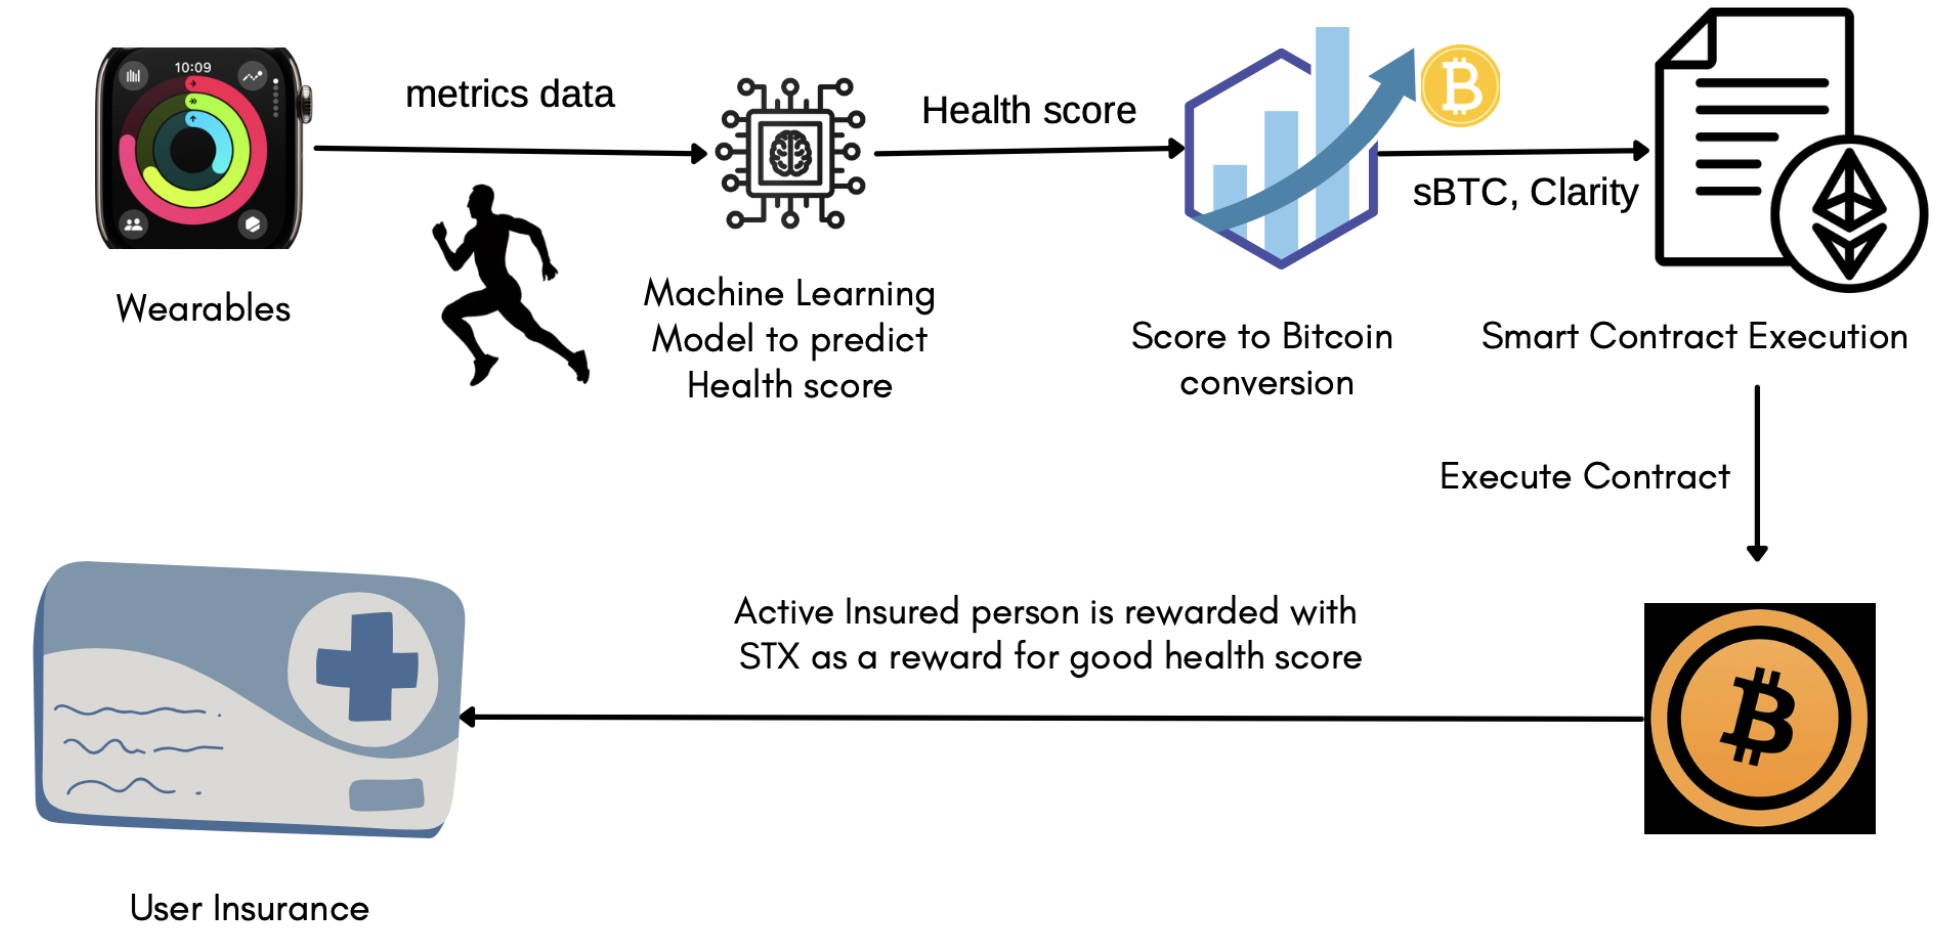 10:09
metrics data
Health score
sBTC, Clarity
Wearables
Machine Learning
Model to predict
Health score
Score to Bitcoin
conversion
Smart Contract Execution
Execute Contract
Active Insured person is rewarded with
STX as a reward for good health score
User Insurance